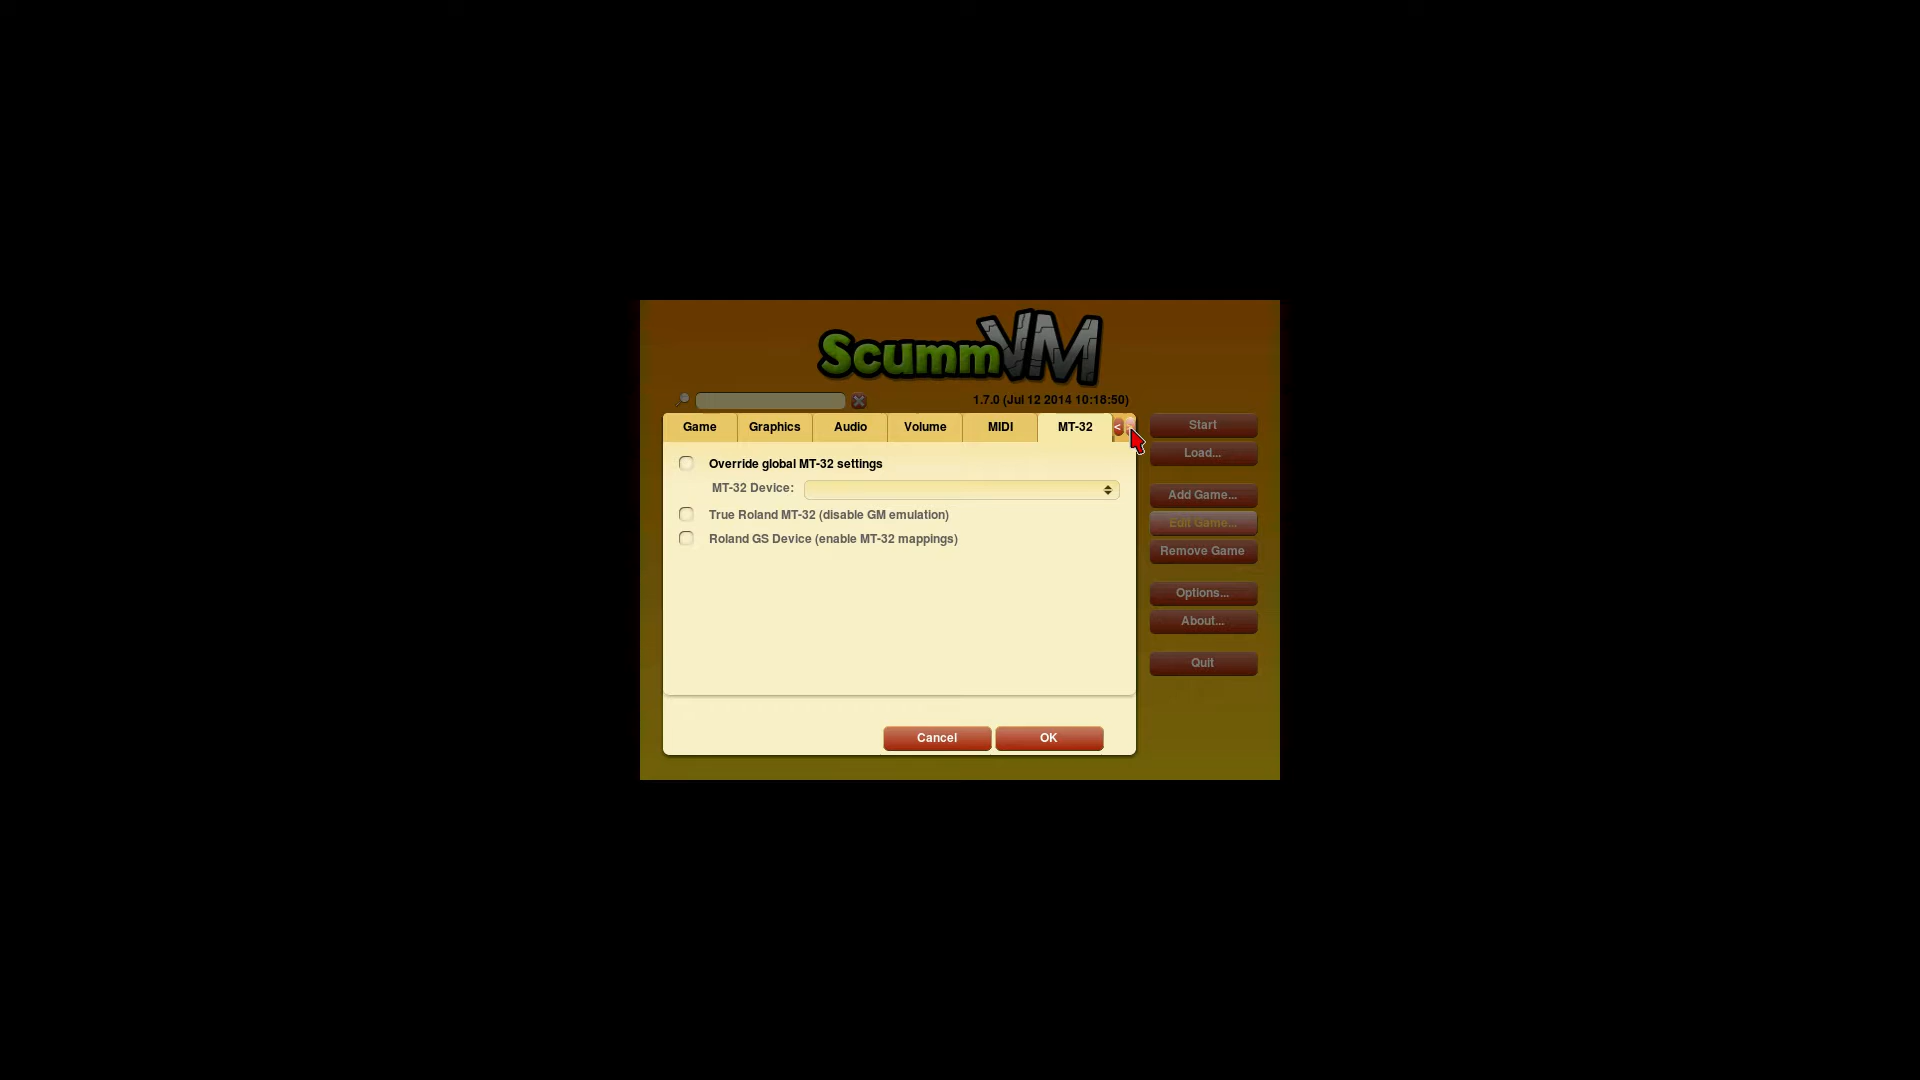 ScummVM
1.7.0 (Jul 12 2014 10:18:50)
Game Graphics Audio Volume MIDI MT-32 <
Override global MT-32 settings
MT-32 Device:
True Roland MT-32 (disable GM emulation)
Roland GS Device (enable MT-32 mappings)
Cancel OK
Start
Load...
Add Game...
Edit Game...
Remove Game
Options...
About...
Quit